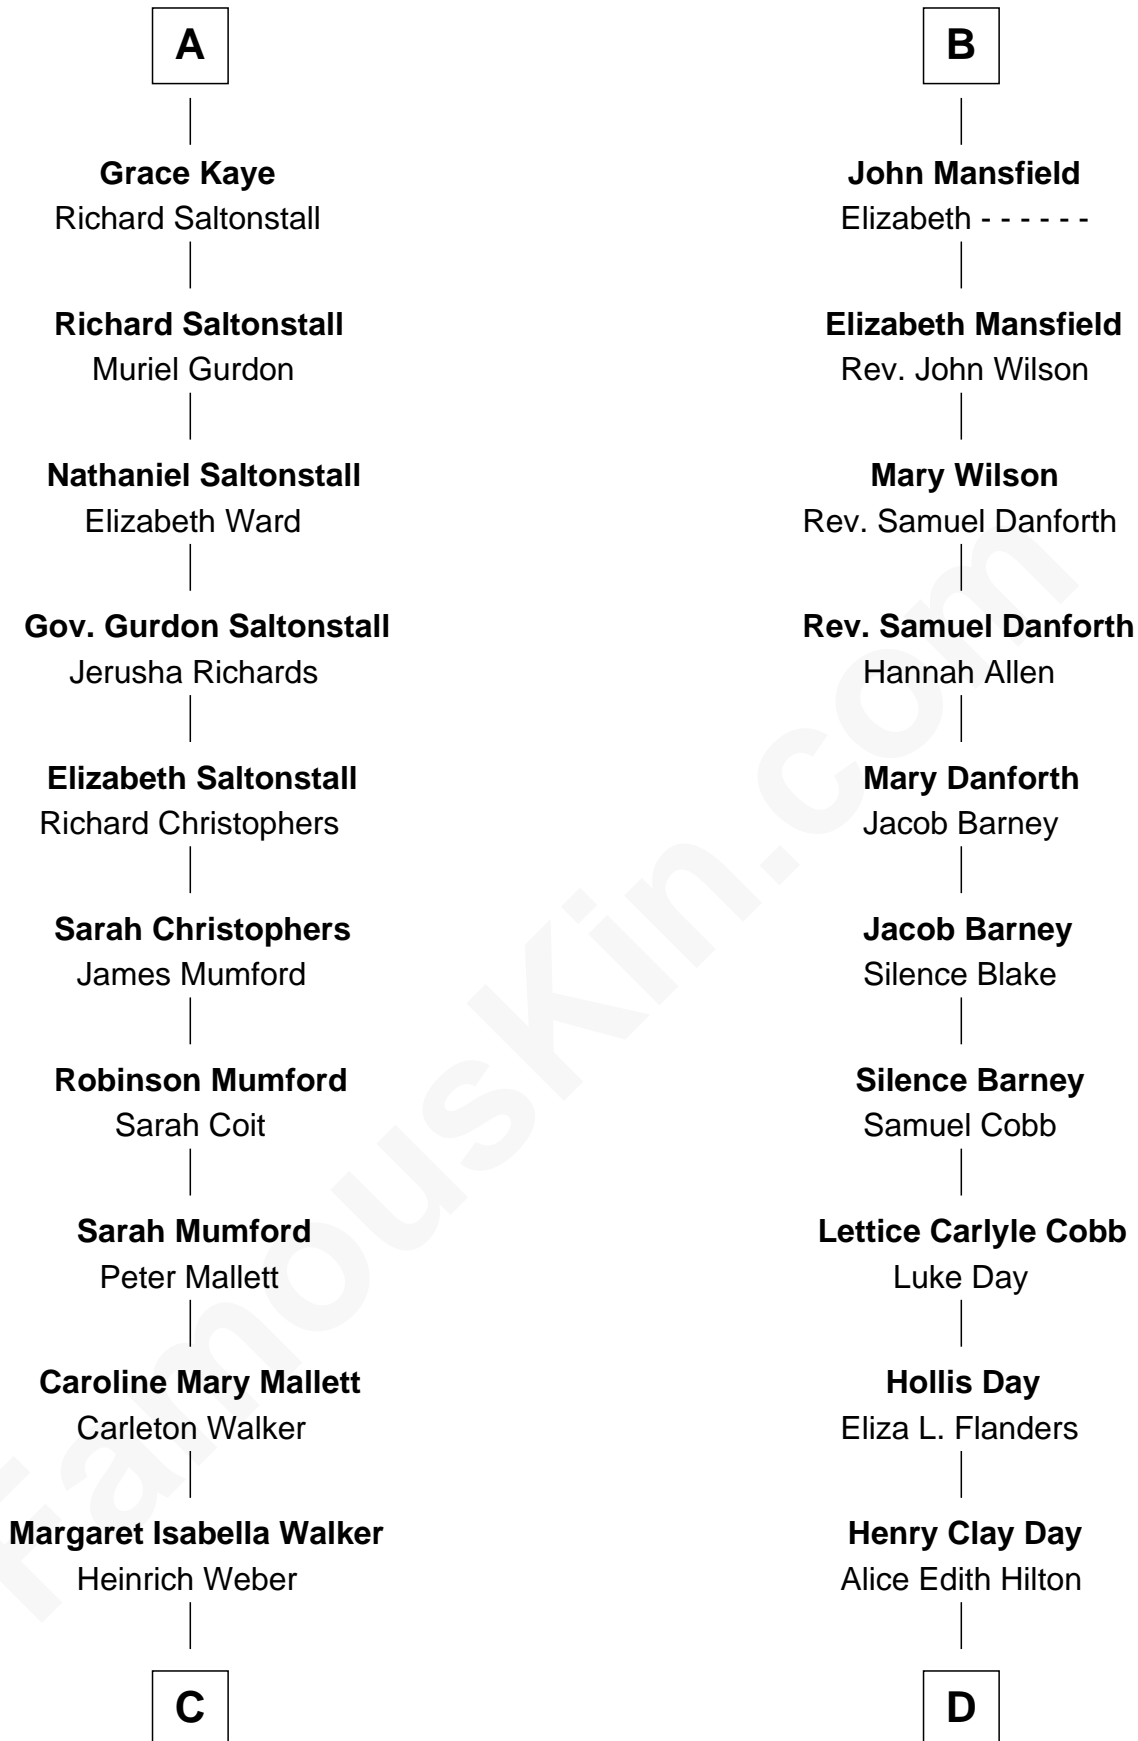 A
Grace Kaye
Richard Saltonstall
Richard Saltonstall
Muriel Gurdon
Nathaniel Saltonstall
Elizabeth Ward
Gov. Gurdon Saltonstall
Jerusha Richards
Elizabeth Saltonstall
Richard Christophers
Sarah Christophers
James Mumford
Robinson Mumford
Sarah Coit
Sarah Mumford
Peter Mallett
Caroline Mary Mallett
Carleton Walker
Margaret Isabella Walker
Heinrich Weber
C
B
John Mansfield
Elizabeth - - - - - -
Elizabeth Mansfield
Rev. John Wilson
Mary Wilson
Rev. Samuel Danforth
Rev. Samuel Danforth
Hannah Allen
Mary Danforth
Jacob Barney
Jacob Barney
Silence Blake
Silence Barney
Samuel Cobb
Lettice Carlyle Cobb
Luke Day
Hollis Day
Eliza L. Flanders
Henry Clay Day
Alice Edith Hilton
D
FamousKin.com